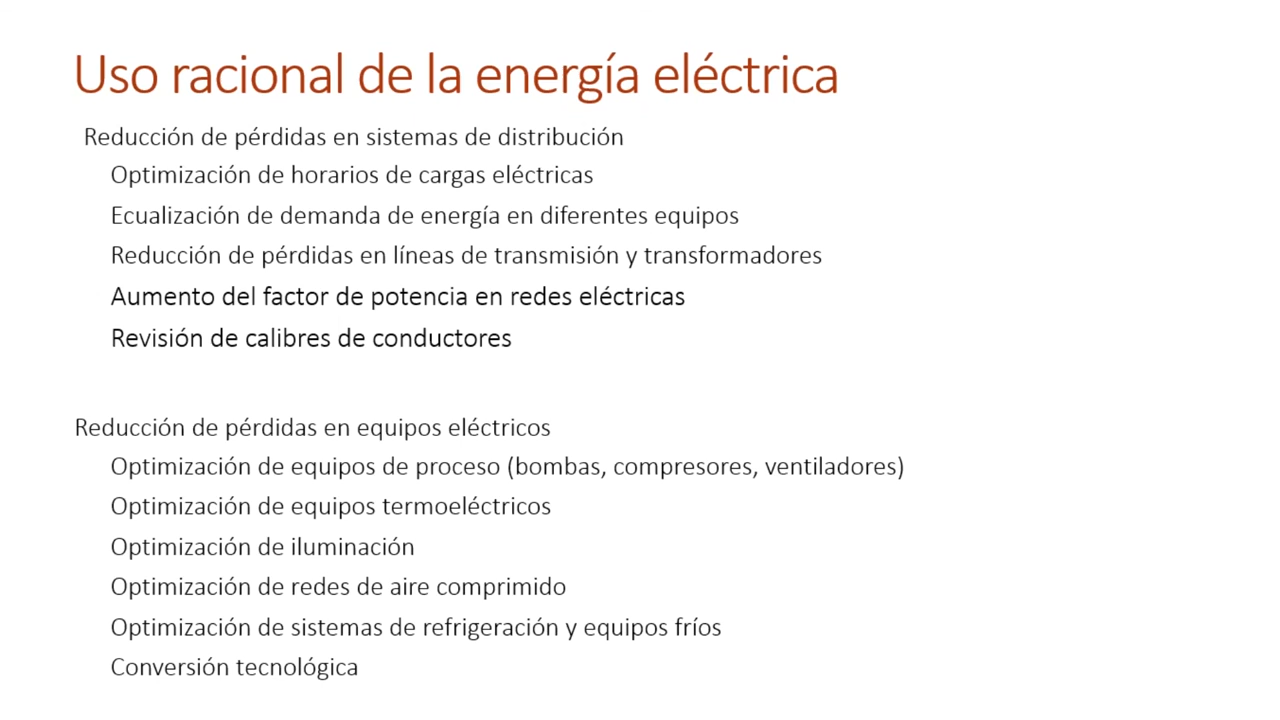 Uso racional de la energía eléctrica
Reducción de pérdidas en sistemas de distribución
Optimización de horarios de cargas eléctricas
Ecualización de demanda de energía en diferentes equipos
Reducción de pérdidas en líneas de transmisión y transformadores
Aumento del factor de potencia en redes eléctricas
Revisión de calibres de conductores
Reducción de pérdidas en equipos eléctricos
Optimización de equipos de proceso (bombas, compresores, ventiladores)
Optimización de equipos termoeléctricos
Optimización de iluminación
Optimización de redes de aire comprimido
Optimización de sistemas de refrigeración y equipos fríos
Conversión tecnológica